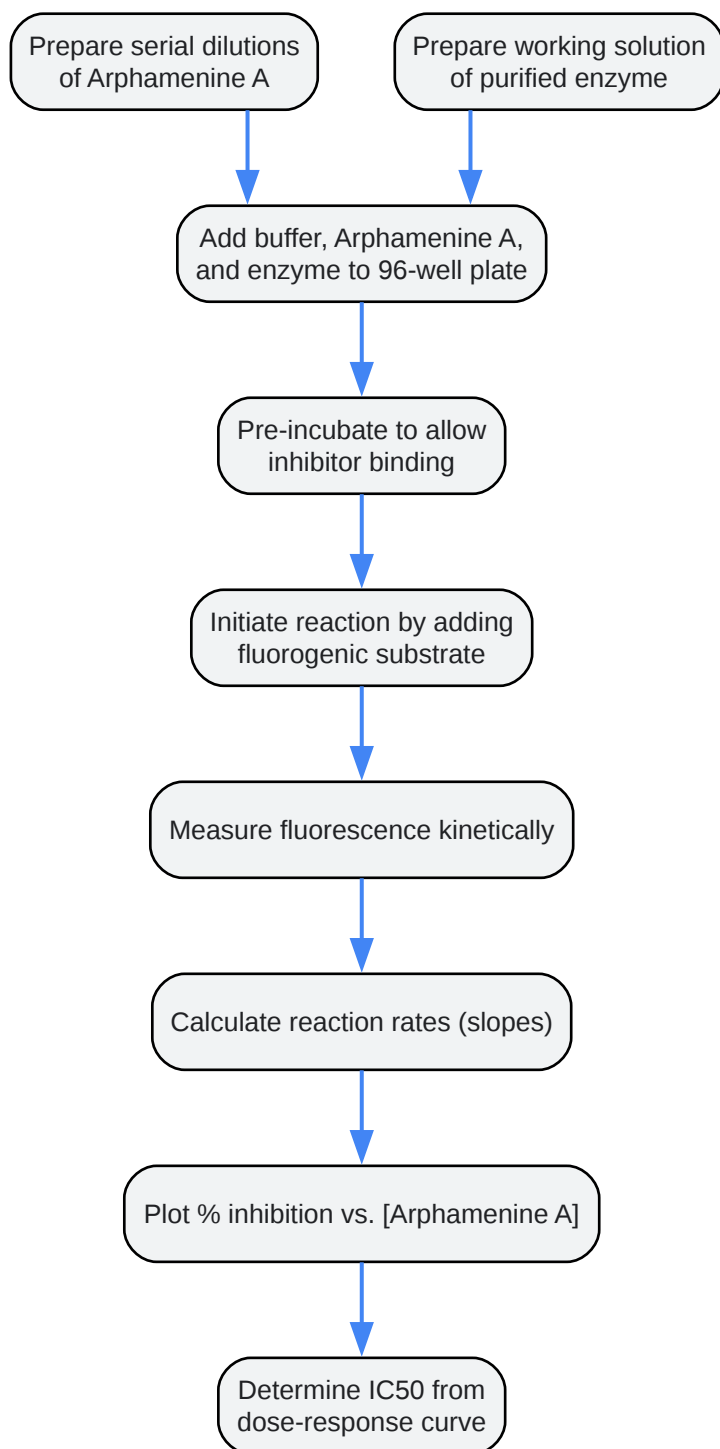 Prepare serial dilutions
of Arphamenine A
Prepare working solution
of purified enzyme
Add buffer, Arphamenine A,
and enzyme to 96-well plate
Pre-incubate to allow
inhibitor binding
Initiate reaction by adding
fluorogenic substrate
Measure fluorescence kinetically
Calculate reaction rates (slopes)
Plot % inhibition vs. [Arphamenine A]
Determine IC50 from
dose-response curve